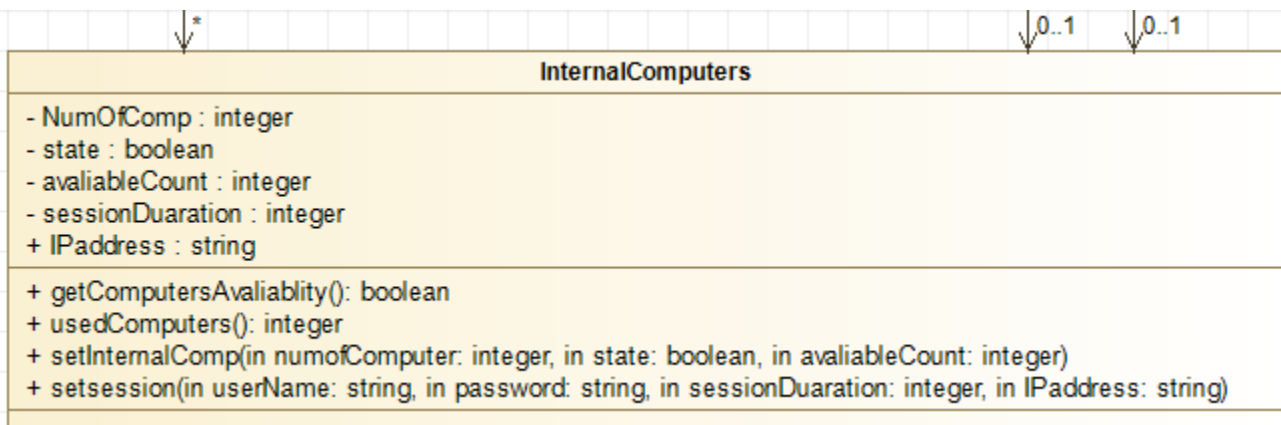 * 0..1 0..1
InternalComputers
- NumOfComp : integer
- state : boolean
- avaliableCount : integer
- sessionDuaration : integer
+ IPaddress : string
+ getComputersAvaliablity(): boolean
+ usedComputers(): integer
+ setInternalComp(in numofComputer: integer, in state: boolean, in avaliableCount: integer)
+ setsession(in userName: string, in password: string, in sessionDuaration: integer, in IPaddress: string)